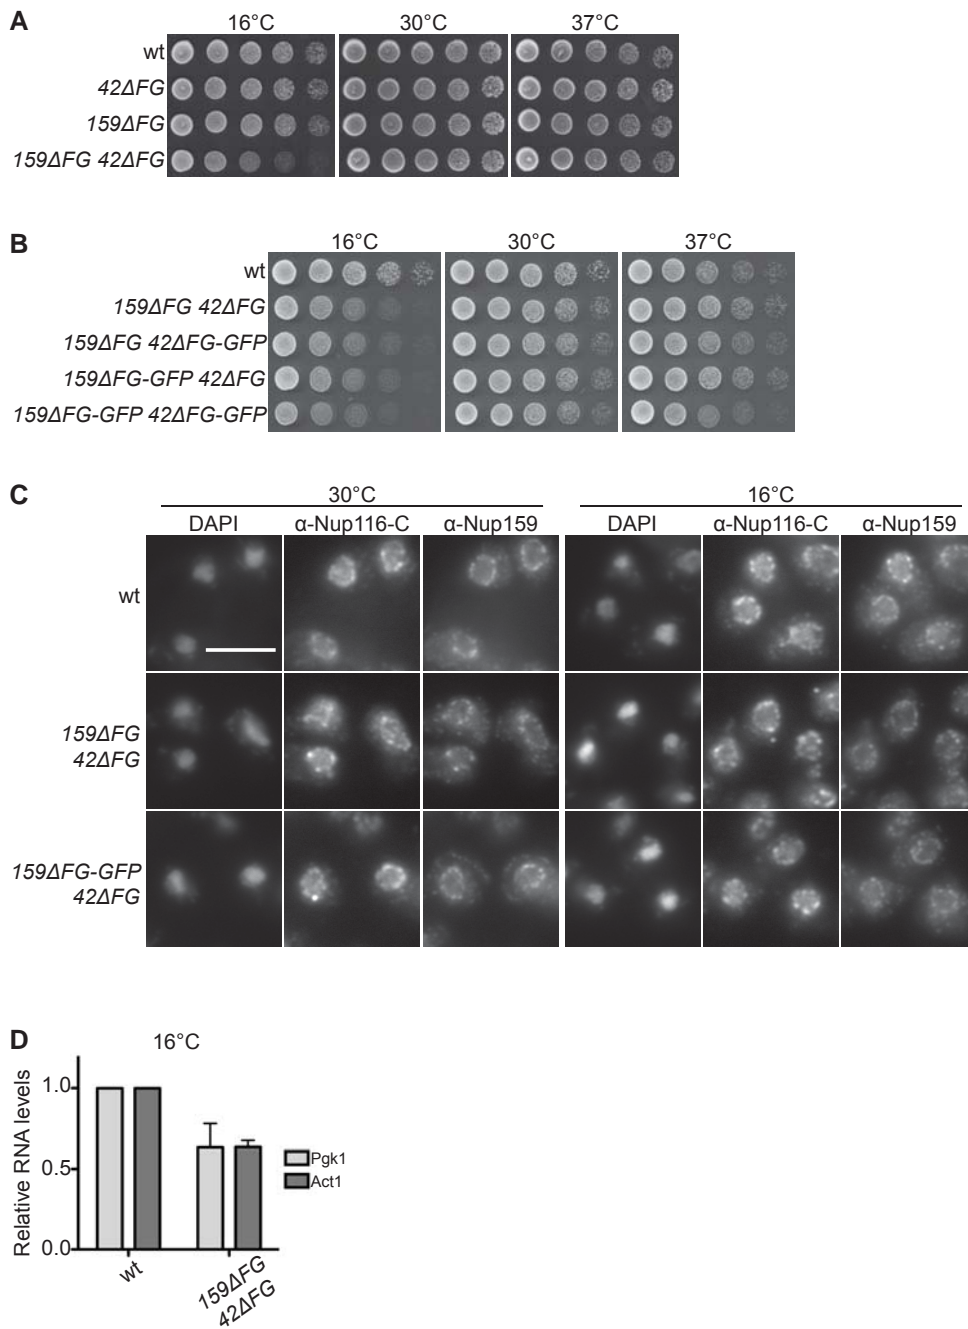 A
16°C 30°C 37°C
wt
42ΔFG
159ΔFG
159ΔFG 42ΔFG
B
16°C 30°C 37°C
wt
159ΔFG 42ΔFG
159ΔFG 42ΔFG-GFP
159ΔFG-GFP 42ΔFG
159ΔFG-GFP 42ΔFG-GFP
C
30°C 16°C
DAPI α-Nup116-C α-Nup159 DAPI α-Nup116-C α-Nup159
wt
159ΔFG
42ΔFG
159ΔFG-GFP
42ΔFG
D
16°C
Relative RNA levels
1.0
0.5
0.0
Pgk1
Act1
wt
159ΔFG
42ΔFG